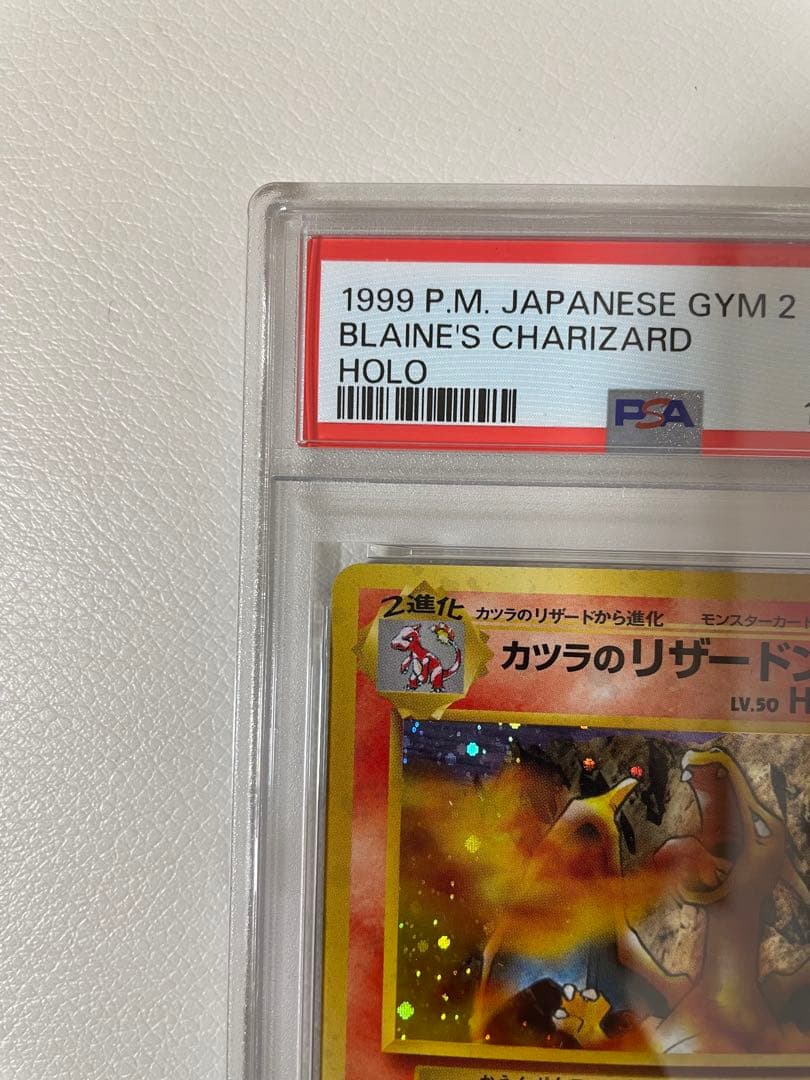 1999 P.M. JAPANESE GYM 2
BLAINE'S CHARIZARD
HOLO
PSA
2進化
カツラのリザードから進化 モンスターカード
カツラのリザードン
LV.50 H